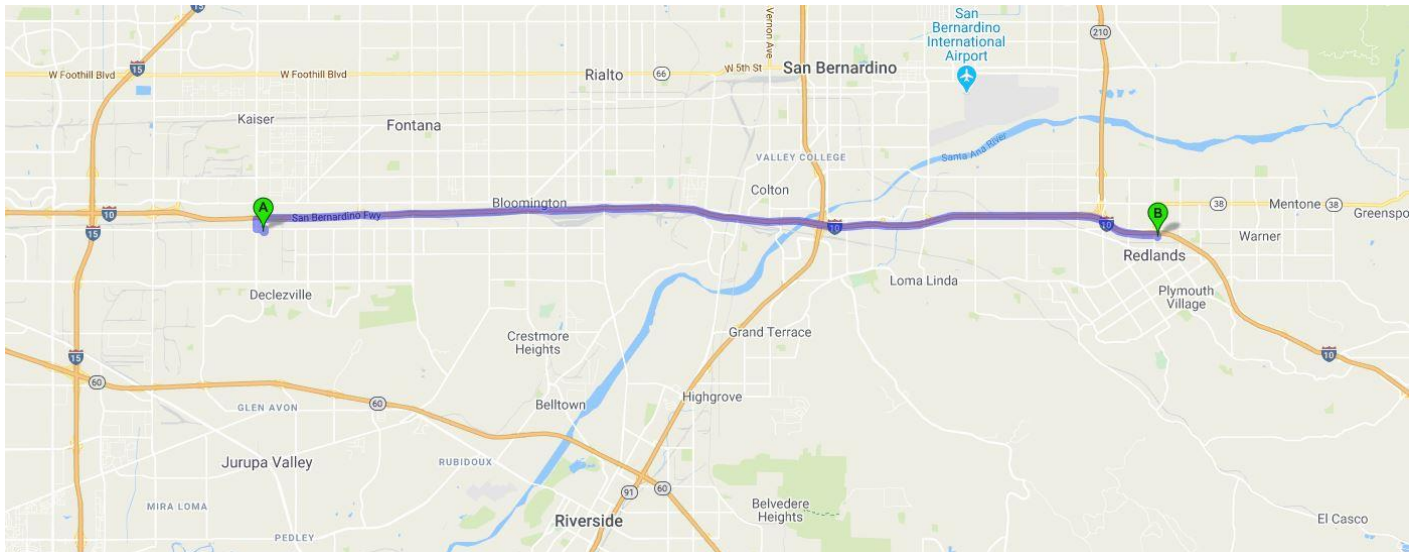 15
San
Bernardino
International
Airport
Vernon Ave
210
W Foothill Blvd
15
W Foothill Blvd
Rialto
66
W 5th St
San Bernardino
Kaiser
Fontana
Santa Ana River
VALLEY COLLEGE
Colton
A
Bloomington
San Bernardino Fwy
10
15
10
10
B
38
Mentone
38
Greenspo
Warner
Redlands
Declezville
Loma Linda
Plymouth
Village
Crestmore
Heights
Grand Terrace
15
10
60
60
GLEN AVON
Belltown
Highgrove
Jurupa Valley
RUBIDOUX
91
60
MIRA LOMA
Riverside
Belvedere
Heights
El Casco
PEDLEY